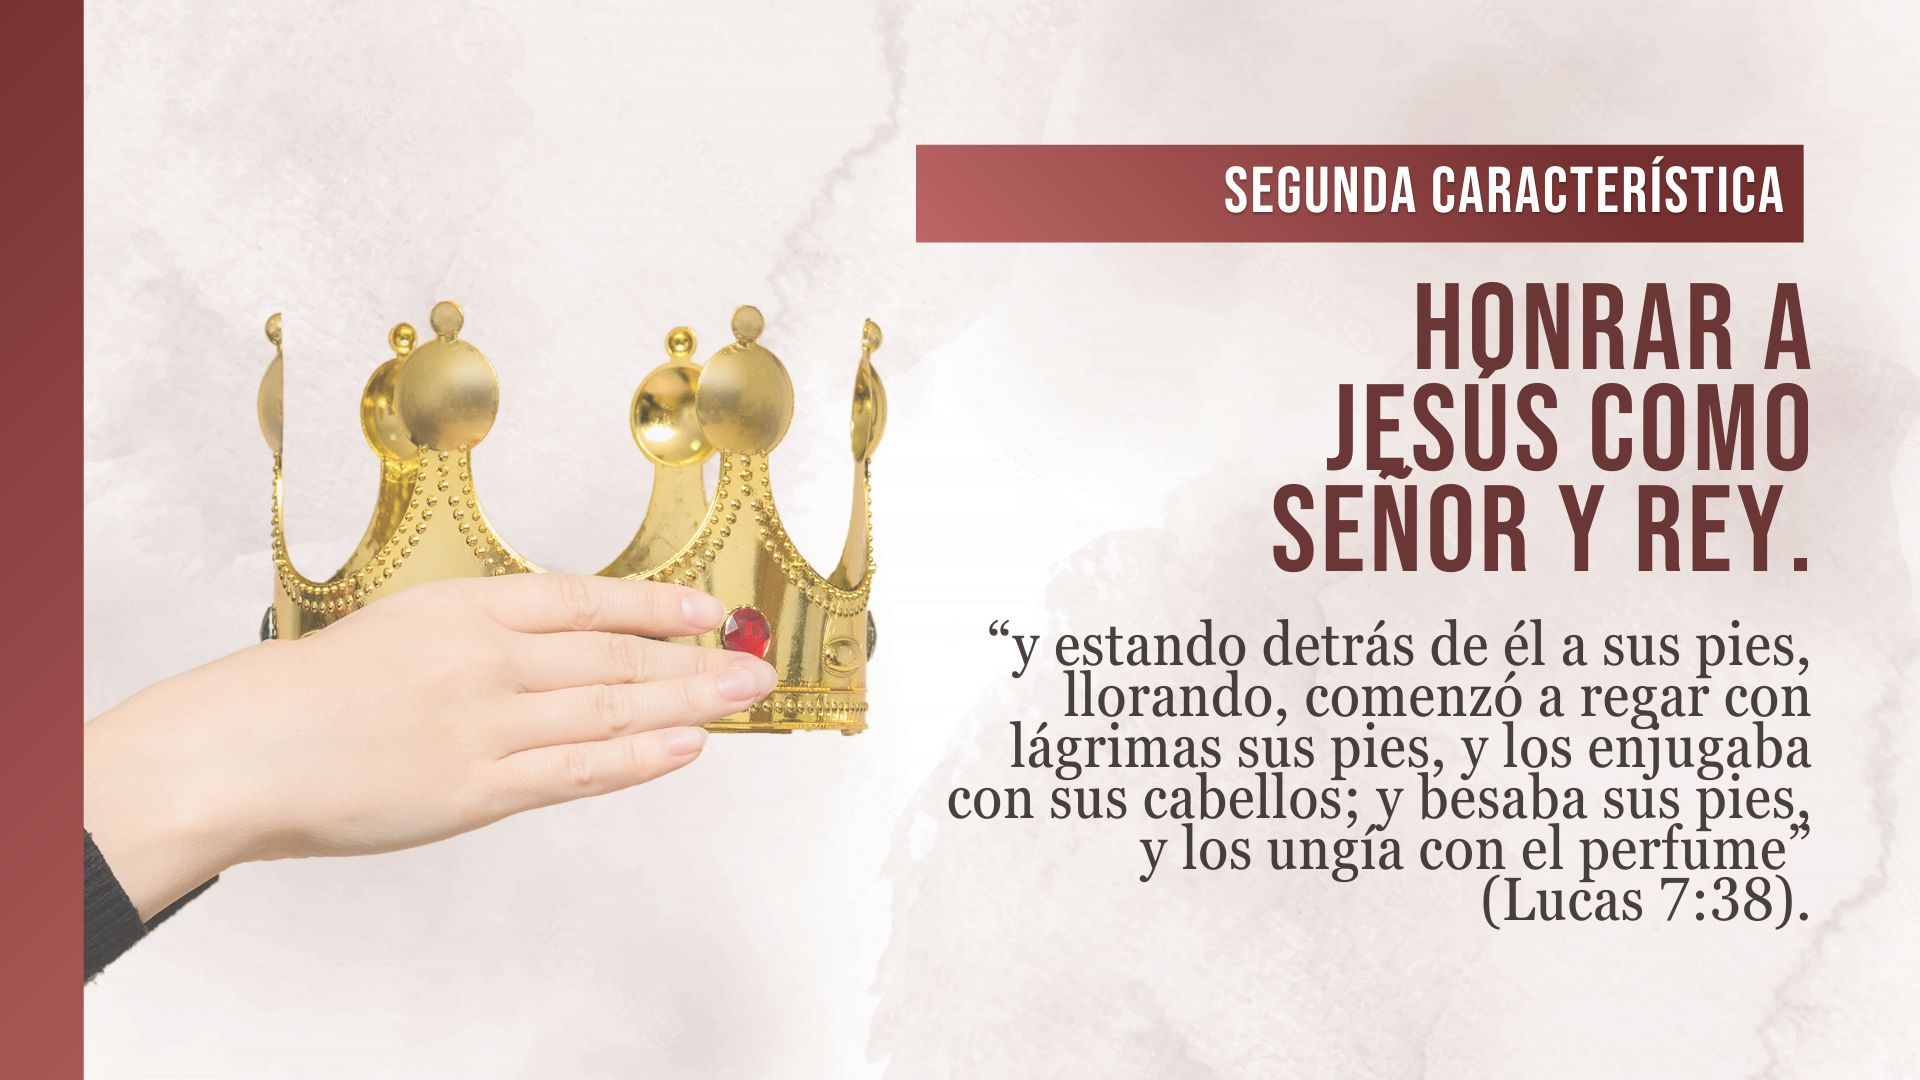 SEGUNDA CARACTERÍSTICA
HONRAR A
JESÚS COMO
SEÑOR Y REY.
“y estando detrás de él a sus pies,
llorando, comenzó a regar con
lágrimas sus pies, y los enjugaba
con sus cabellos; y besaba sus pies,
y los ungía con el perfume”
(Lucas 7:38).